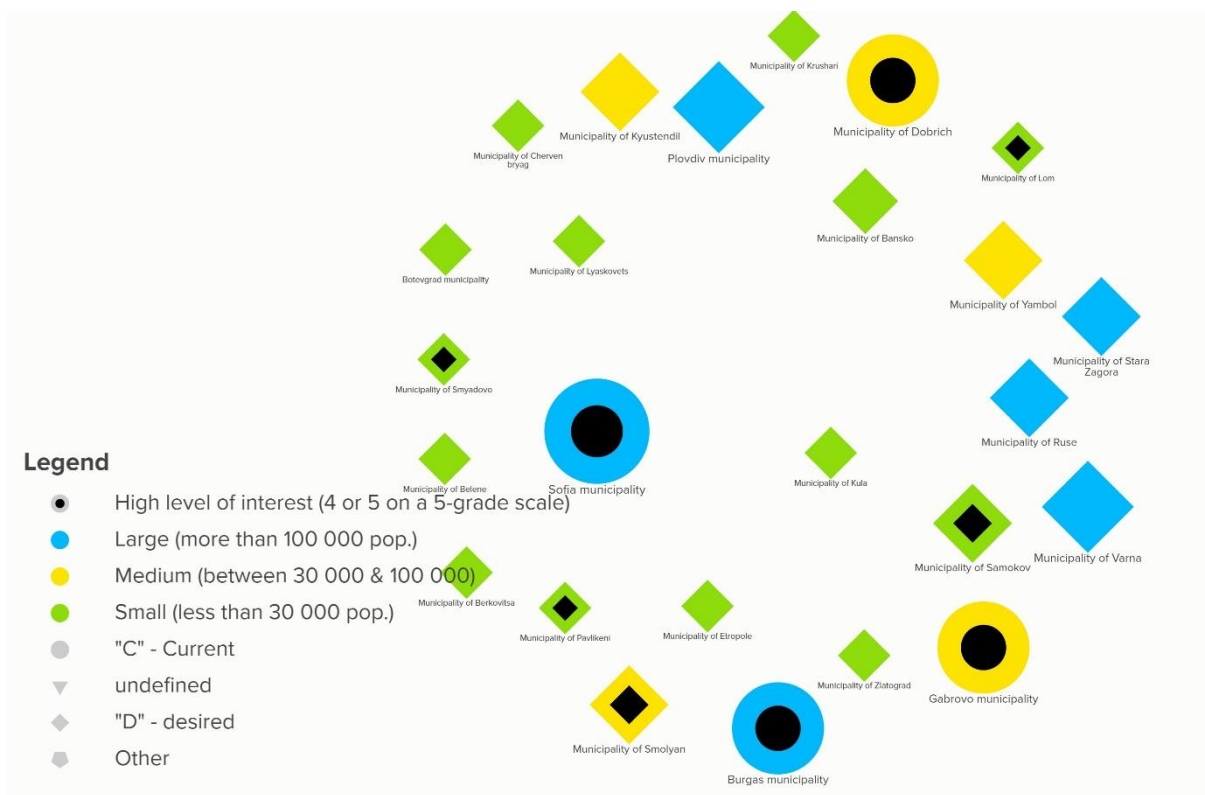 Municipality of Krushari
Municipality of Kyustendil
Municipality of Dobrich
Plovdiv municipality
Municipality of Cherven
bryag
Municipality of Lom
Municipality of Bansko
Municipality of Lyaskovets
Botevgrad municipality
Municipality of Yambol
Municipality of Stara
Zagora
Municipality of Smyadovo
Municipality of Ruse
Legend
Municipality of Belene
Sofia municipality
Municipality of Kula
High level of interest (4 or 5 on a 5-grade scale)
Large (more than 100 000 pop.)
Municipality of Samokov
Municipality of Varna
Medium (between 30 000 & 100 000)
Municipality of Berkovitsa
Small (less than 30 000 pop.)
Municipality of Pavlikeni
Municipality of Etropole
"C" - Current
undefined
Municipality of Zlatograd
Gabrovo municipality
"D" - desired
Municipality of Smolyan
Other
Burgas municipality